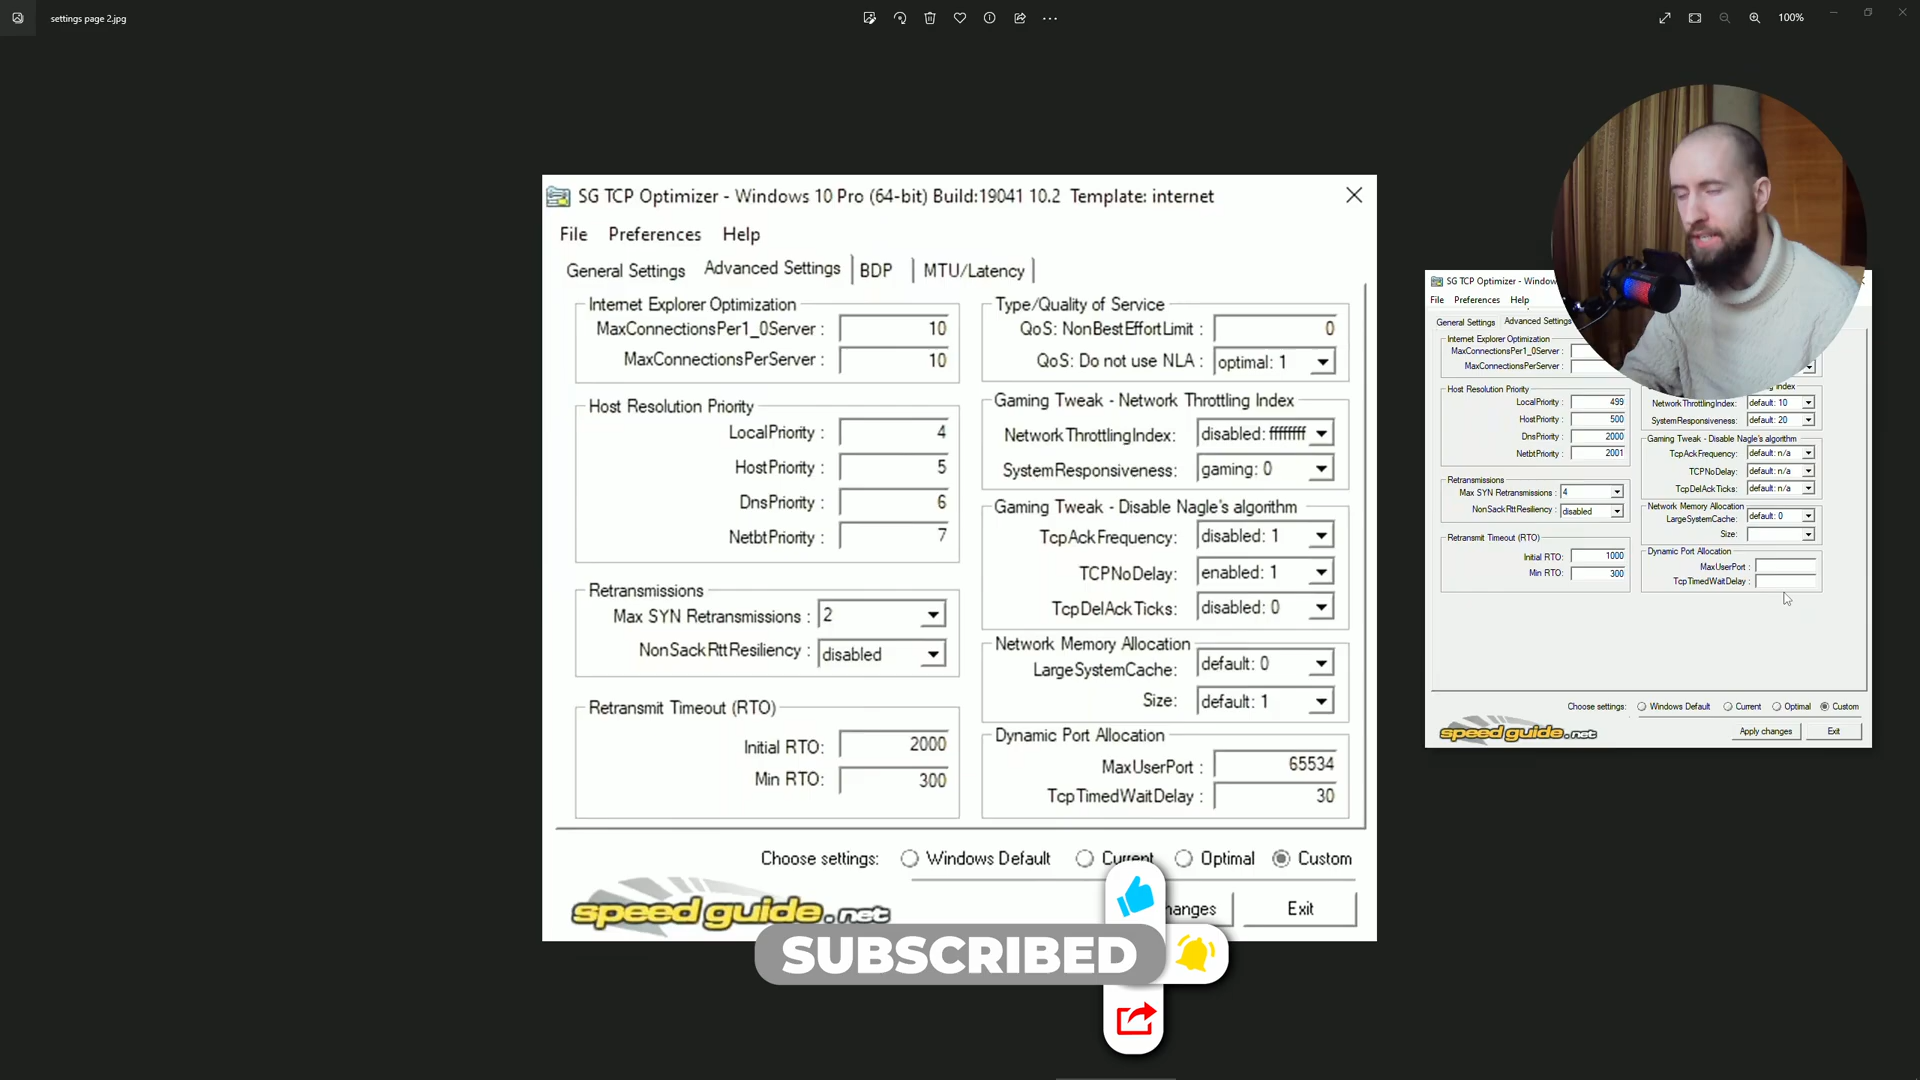 settings page 2.jpg
100%
SG TCP Optimizer - Windows 10 Pro (64-bit) Build:19041 10.2 Template: internet
File Preferences Help
General Settings Advanced Settings BDP MTU/Latency
Internet Explorer Optimization
MaxConnectionsPer1_0Server : 10
MaxConnectionsPerServer : 10
Host Resolution Priority
LocalPriority : 4
HostPriority : 5
DnsPriority : 6
NetbtPriority : 7
Retransmissions
Max SYN Retransmissions : 2
NonSackRttResiliency : disabled
Retransmit Timeout (RTO)
Initial RTO: 2000
Min RTO: 300
Type/Quality of Service
QoS: NonBestEffortLimit : 0
QoS: Do not use NLA : optimal: 1
Gaming Tweak - Network Throttling Index
NetworkThrottlingIndex: disabled: ffffffff
SystemResponsiveness: gaming: 0
Gaming Tweak - Disable Nagle's algorithm
TcpAckFrequency: disabled: 1
TCPNoDelay: enabled: 1
TcpDelAckTicks: disabled: 0
Network Memory Allocation
LargeSystemCache: default: 0
Size: default: 1
Dynamic Port Allocation
MaxUserPort : 65534
TcpTimedWaitDelay : 30
Choose settings: Windows Default Current Optimal Custom
speedguide.net
hanges Exit
SUBSCRIBED
SG TCP Optimizer - Window
File Preferences Help
General Settings Advanced Settings
Internet Explorer Optimization
MaxConnectionsPer1_0Server :
MaxConnectionsPerServer :
Host Resolution Priority
LocalPriority : 499
HostPriority : 500
DnsPriority : 2000
NetbtPriority : 2001
Retransmissions
Max SYN Retransmissions : 4
NonSackRttResiliency : disabled
Retransmit Timeout (RTO)
Initial RTO: 1000
Min RTO: 300
Index
NetworkThrottlingIndex: default: 10
SystemResponsiveness: default: 20
Gaming Tweak - Disable Nagle's algorithm
TcpAckFrequency: default: n/a
TCPNoDelay: default: n/a
TcpDelAckTicks: default: n/a
Network Memory Allocation
LargeSystemCache: default: 0
Size:
Dynamic Port Allocation
MaxUserPort :
TcpTimedWaitDelay :
Choose settings: Windows Default Current Optimal Custom
speedguide.net
Apply changes Exit